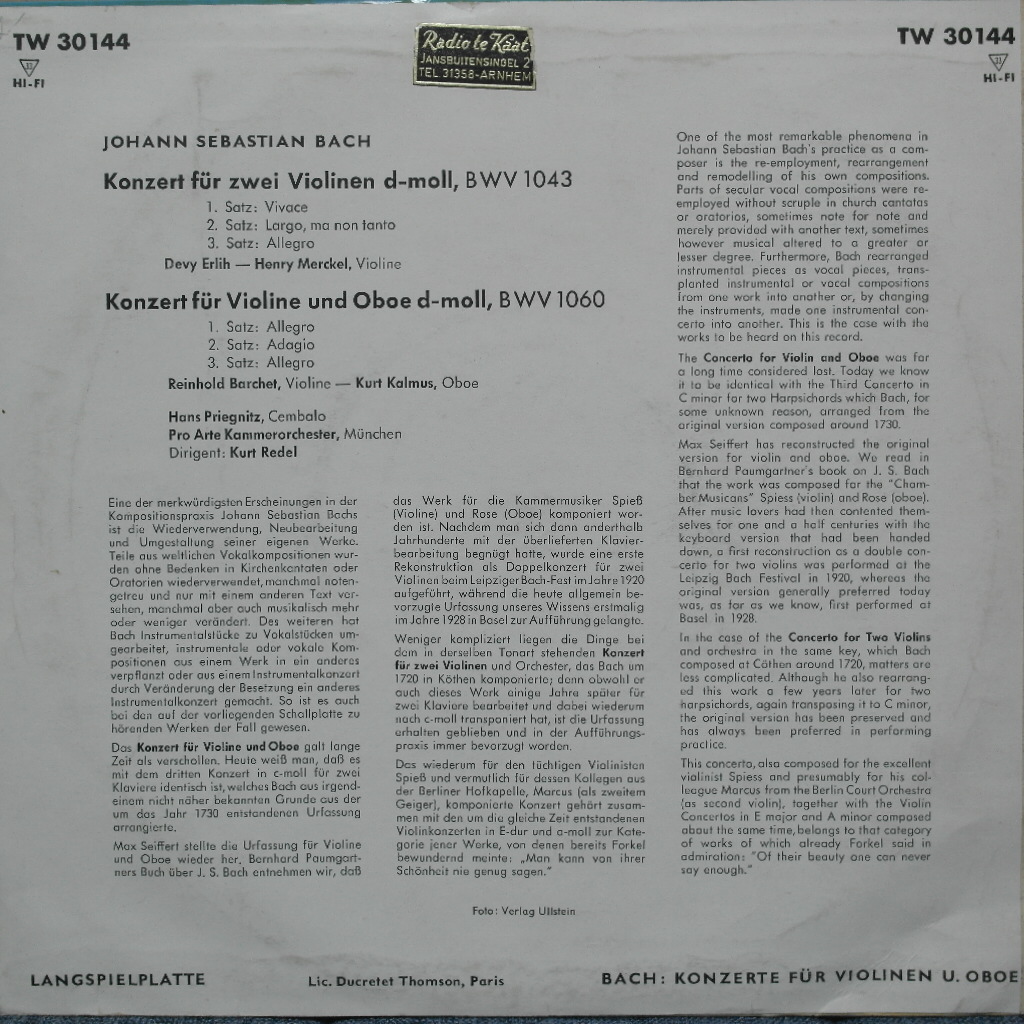 TW 30144
33
HI-FI
Radio te Kaat
JANSBUITENSINGEL 2
TEL 31358-ARNHEM
TW 30144
33
HI-FI
JOHANN SEBASTIAN BACH
Konzert für zwei Violinen d-moll, BWV 1043
1. Satz: Vivace
2. Satz: Largo, ma non tanto
3. Satz: Allegro
Devy Erlih — Henry Merckel, Violine
Konzert für Violine und Oboe d-moll, BWV 1060
1. Satz: Allegro
2. Satz: Adagio
3. Satz: Allegro
Reinhold Barchet, Violine — Kurt Kalmus, Oboe
Hans Priegnitz, Cembalo
Pro Arte Kammerorchester, München
Dirigent: Kurt Redel
Eine der merkwürdigsten Erscheinungen in der
Kompositionspraxis Johann Sebastian Bachs
ist die Wiederverwendung, Neubearbeitung
und Umgestaltung seiner eigenen Werke.
Teile aus weltlichen Vokalkompositionen wur-
den ohne Bedenken in Kirchenkantaten oder
Oratorien wiederverwendet, manchmal noten-
getreu und nur mit einem anderen Text ver-
sehen, manchmal aber auch musikalisch mehr
oder weniger verändert. Des weiteren hat
Bach Instrumentalstücke zu Vokalstücken um-
gearbeitet, instrumentale oder vokale Kom-
positionen aus einem Werk in ein anderes
verpflanzt oder aus einem Instrumentalkonzert
durch Veränderung der Besetzung ein anderes
Instrumentalkonzert gemacht. So ist es auch
bei den auf der vorliegenden Schallplatte zu
hörenden Werken der Fall gewesen.
Das Konzert für Violine und Oboe galt lange
Zeit als verschollen. Heute weiß man, daß es
mit dem dritten Konzert in c-moll für zwei
Klaviere identisch ist, welches Bach aus irgend-
einem nicht näher bekannten Grunde aus der
um das Jahr 1730 entstandenen Urfassung
arrangierte.
Max Seiffert stellte die Urfassung für Violine
und Oboe wieder her. Bernhard Paumgart-
ners Buch über J. S. Bach entnehmen wir, daß
das Werk für die Kammermusiker Spieß
(Violine) und Rose (Oboe) komponiert wor-
den ist. Nachdem man sich dann anderthalb
Jahrhunderte mit der überlieferten Klavier-
bearbeitung begnügt hatte, wurde eine erste
Rekonstruktion als Doppelkonzert für zwei
Violinen beim Leipziger Bach-Fest im Jahre 1920
aufgeführt, während die heute allgemein be-
vorzugte Urfassung unseres Wissens erstmalig
im Jahre 1928 in Basel zur Aufführung gelangte.
Weniger kompliziert liegen die Dinge bei
dem in derselben Tonart stehenden Konzert
für zwei Violinen und Orchester, das Bach um
1720 in Köthen komponierte; denn obwohl er
auch dieses Werk einige Jahre später für
zwei Klaviere bearbeitet und dabei wiederum
nach c-moll transponiert hat, ist die Urfassung
erhalten geblieben und in der Aufführungs-
praxis immer bevorzugt worden.
Das wiederum für den tüchtigen Violinisten
Spieß und vermutlich für dessen Kollegen aus
der Berliner Hofkapelle, Marcus (als zweitem
Geiger), komponierte Konzert gehört zusam-
men mit den um die gleiche Zeit entstandenen
Violinkonzerten in E-dur und a-moll zur Kate-
gorie jener Werke, von denen bereits Forkel
bewundernd meinte: „Man kann von ihrer
Schönheit nie genug sagen.“
One of the most remarkable phenomena in
Johann Sebastian Bach's practice as a com-
poser is the re-employment, rearrangement
and remodelling of his own compositions.
Parts of secular vocal compositions were re-
employed without scruple in church cantatas
or oratorios, sometimes note for note and
merely provided with another text, sometimes
however musical altered to a greater or
lesser degree. Furthermore, Bach rearranged
instrumental pieces as vocal pieces, trans-
planted instrumental or vocal compositions
from one work into another or, by changing
the instruments, made one instrumental con-
certo into another. This is the case with the
works to be heard on this record.
The Concerto for Violin and Oboe was for
a long time considered lost. Today we know
it to be identical with the Third Concerto in
C minor for two Harpsichords which Bach, for
some unknown reason, arranged from the
original version composed around 1730.
Max Seiffert has reconstructed the original
version for violin and oboe. We read in
Bernhard Paumgartner's book on J. S. Bach
that the work was composed for the "Cham-
ber Musicans" Spiess (violin) and Rose (oboe).
After music lovers had then contented them-
selves for one and a half centuries with the
keyboard version that had been handed
down, a first reconstruction as a double con-
certo for two violins was performed at the
Leipzig Bach Festival in 1920, whereas the
original version generally preferred today
was, as far as we know, first performed at
Basel in 1928.
In the case of the Concerto for Two Violins
and orchestra in the same key, which Bach
composed at Cöthen around 1720, matters are
less complicated. Although he also rearrang-
ed this work a few years later for two
harpsichords, again transposing it to C minor,
the original version has been preserved and
has always been preferred in performing
practice.
This concerto, also composed for the excellent
violinist Spiess and presumably for his col-
league Marcus from the Berlin Court Orchestra
(as second violin), together with the Violin
Concertos in E major and A minor composed
about the same time, belongs to that category
of works of which already Forkel said in
admiration: "Of their beauty one can never
say enough."
Foto: Verlag Ullstein
LANGSPIELPLATTE
Lic. Ducretet Thomson, Paris
BACH: KONZERTE FÜR VIOLINEN U. OBOE